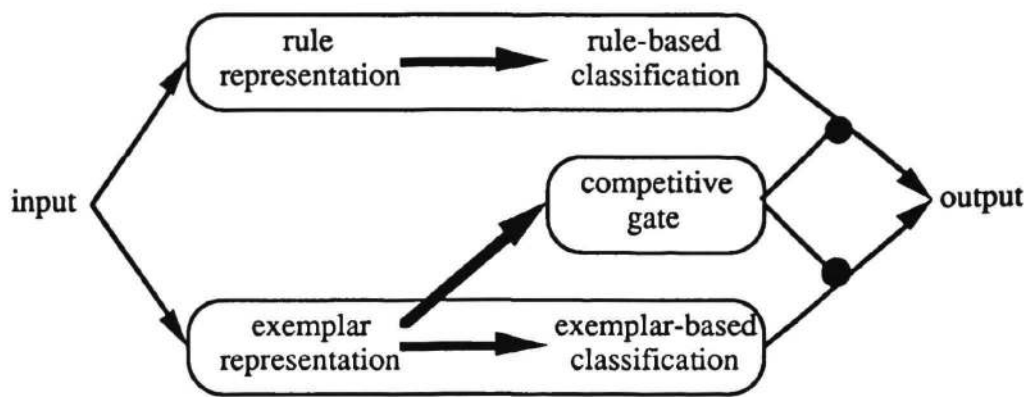 rule
representation
rule-based
classification
input
competitive
gate
output
exemplar
representation
exemplar-based
classification